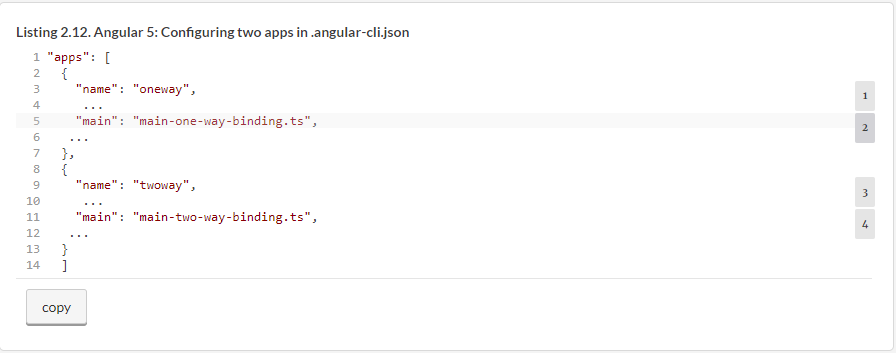 Listing 2.12. Angular 5: Configuring two apps in .angular-cli.json
1 "apps": [
2 {
3 "name": "oneway", 1
4 ...
5 "main": "main-one-way-binding.ts", 2
6 ...
7 },
8 {
9 "name": "twoway", 3
10 ...
11 "main": "main-two-way-binding.ts", 4
12 ...
13 }
14 ]
copy